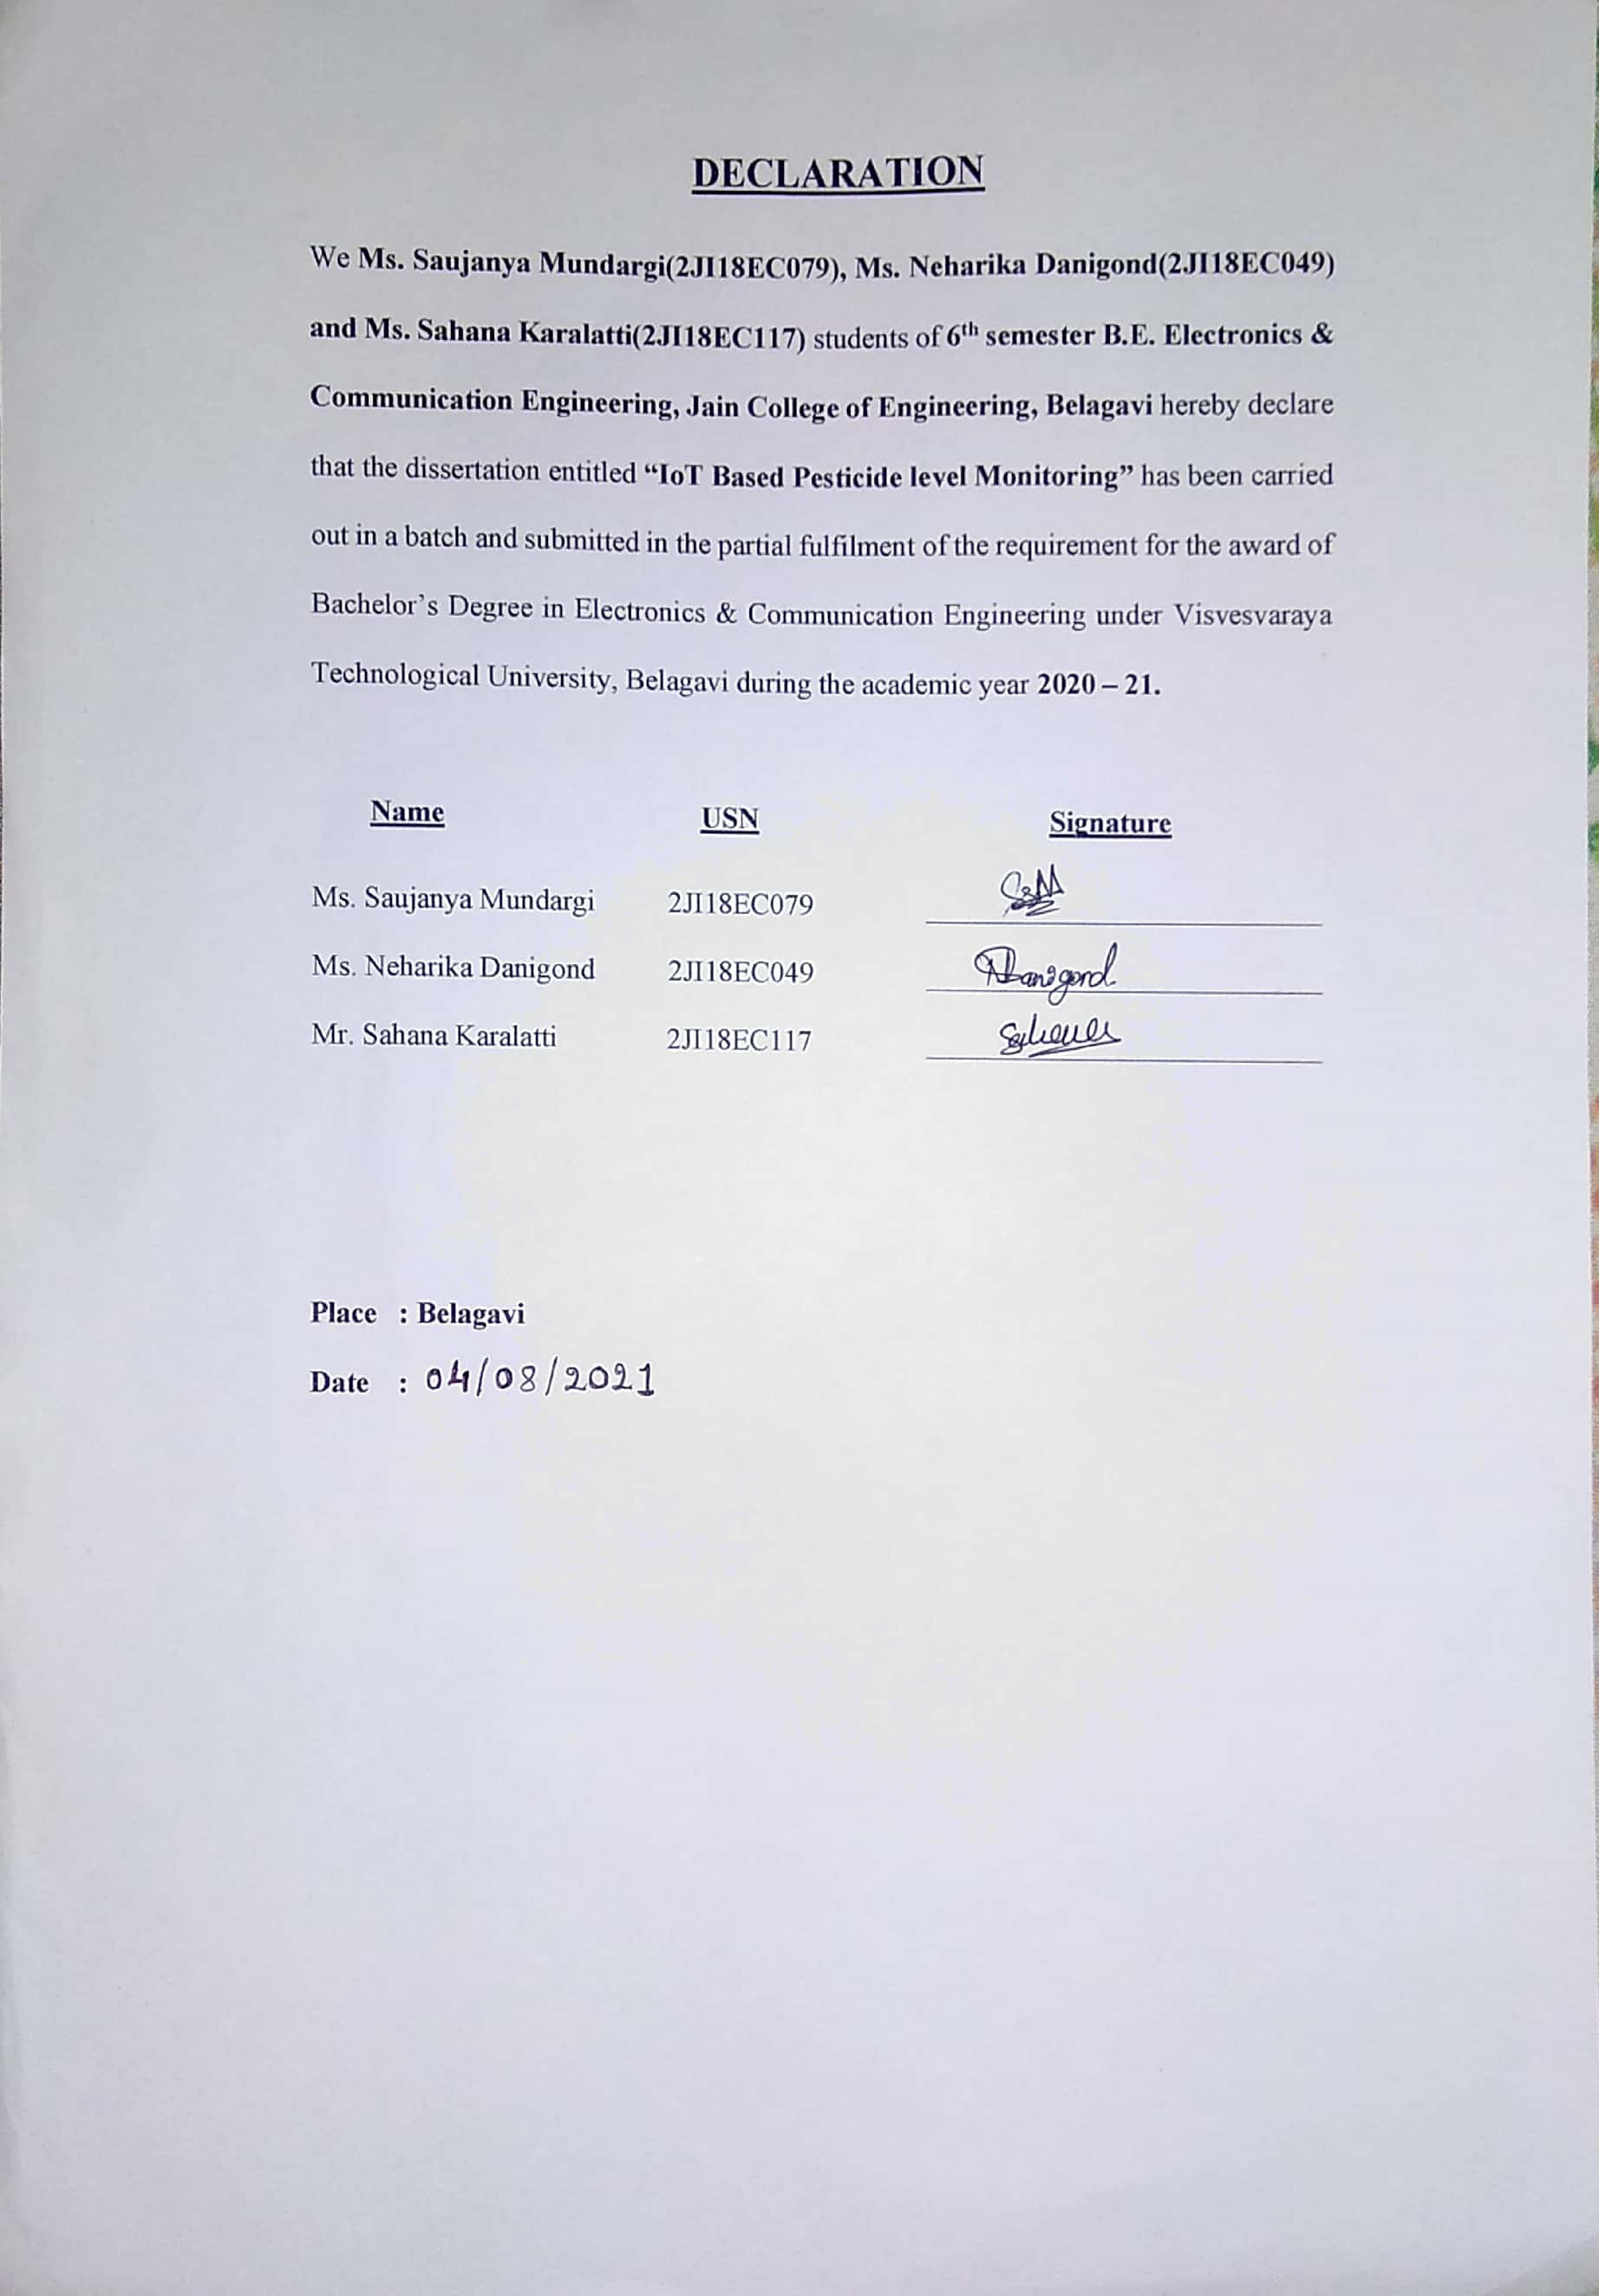 DECLARATION
We Ms. Saujanya Mundargi(2JI18EC079), Ms. Neharika Danigond(2JI18EC049)
and Ms. Sahana Karalatti(2JI18EC117) students of 6th semester B.E. Electronics &
Communication Engineering, Jain College of Engineering, Belagavi hereby declare
that the dissertation entitled “IoT Based Pesticide level Monitoring” has been carried
out in a batch and submitted in the partial fulfilment of the requirement for the award of
Bachelor’s Degree in Electronics & Communication Engineering under Visvesvaraya
Technological University, Belagavi during the academic year 2020 – 21.
Name USN Signature
Ms. Saujanya Mundargi 2JI18EC079
Ms. Neharika Danigond 2JI18EC049
Mr. Sahana Karalatti 2JI18EC117
Place : Belagavi
Date : 04/08/2021